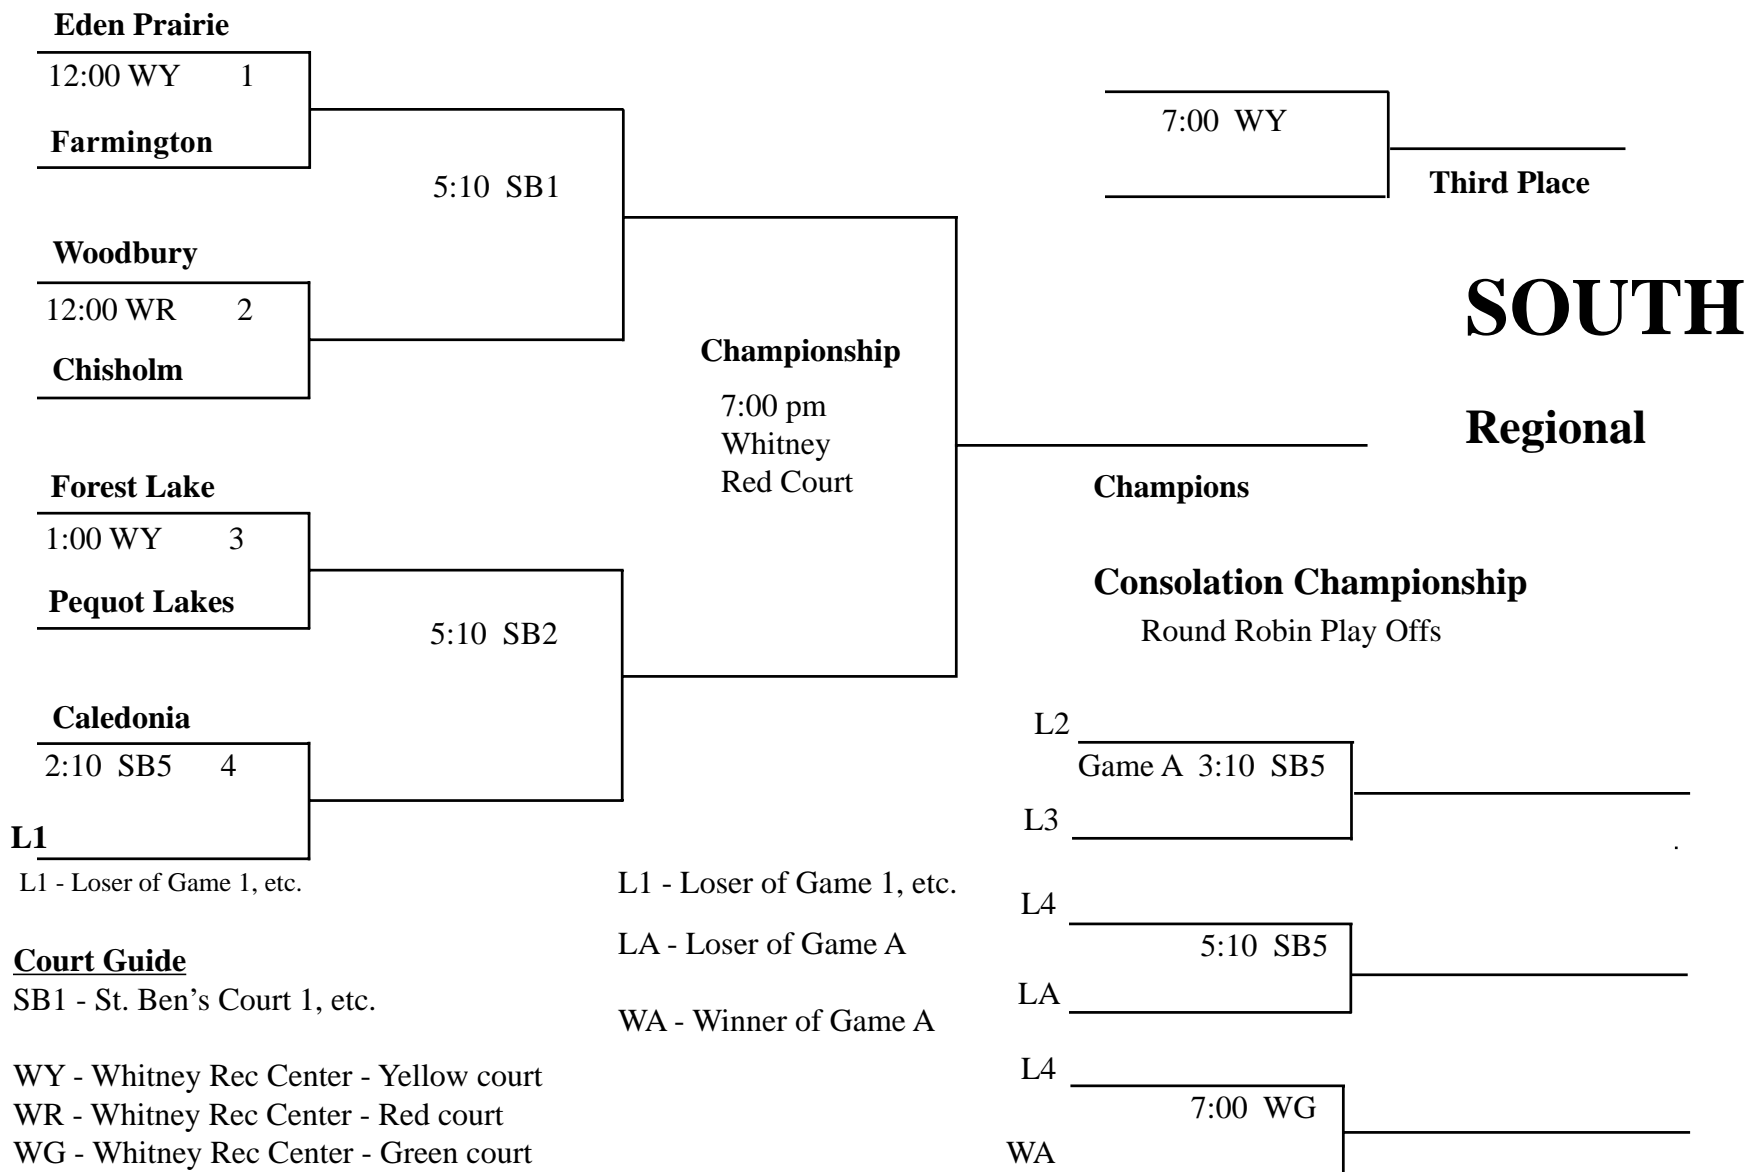 Eden Prairie
12:00 WY 1
Farmington
5:10 SB1
Woodbury
12:00 WR 2
Chisholm
Forest Lake
1:00 WY 3
Pequot Lakes
5:10 SB2
Caledonia
2:10 SB5 4
L1
L1 - Loser of Game 1, etc.
Court Guide
SB1 - St. Ben's Court 1, etc.
WY - Whitney Rec Center - Yellow court
WR - Whitney Rec Center - Red court
WG - Whitney Rec Center - Green court
Championship
7:00 pm
Whitney
Red Court
L1 - Loser of Game 1, etc.
LA - Loser of Game A
WA - Winner of Game A
7:00 WY
Third Place
SOUTH
Regional
Champions
Consolation Championship
Round Robin Play Offs
L2
Game A 3:10 SB5
L3
L4
5:10 SB5
LA
L4
7:00 WG
WA